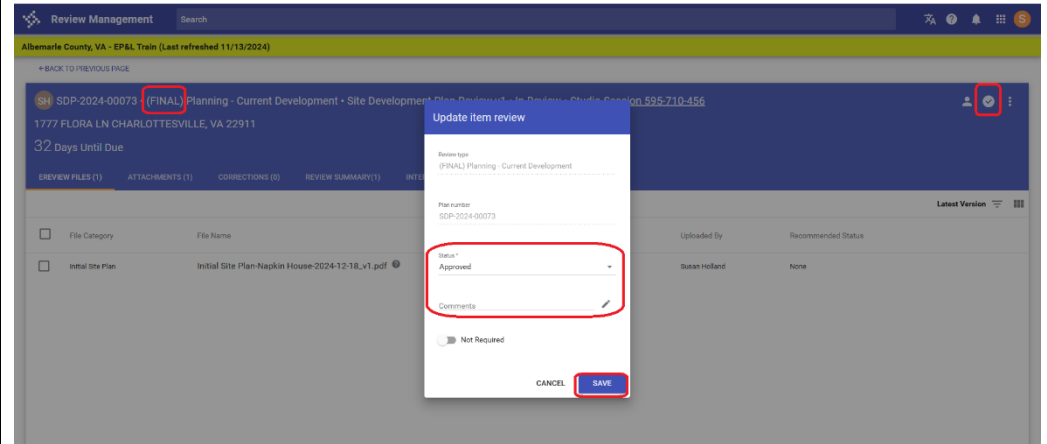 Review Management Search S
Albemarle County, VA - EP&L Train (Last refreshed 11/13/2024)
←BACK TO PREVIOUS PAGE
SH SDP-2024-00073 • (FINAL) Planning - Current Development • Site Development Plan Review v1 • In Review • Studio Session 595-710-456
1777 FLORA LN CHARLOTTESVILLE, VA 22911
32 Days Until Due
EREVIEW FILES (1) ATTACHMENTS (1) CORRECTIONS (0) REVIEW SUMMARY(1) INTE
Latest Version
File Category File Name Uploaded By Recommended Status
Initial Site Plan Initial Site Plan-Napkin House-2024-12-18_v1.pdf Susan Holland None
Update item review
Review type
(FINAL) Planning - Current Development
Plan number
SDP-2024-00073
Status *
Approved
Comments
Not Required
CANCEL SAVE